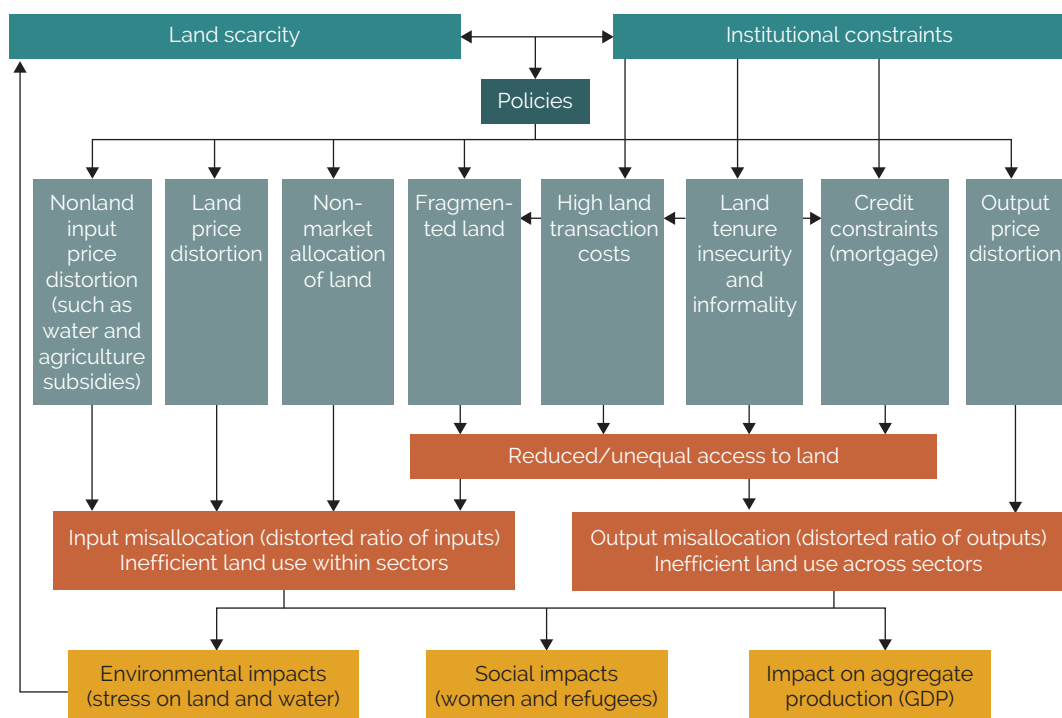 Land scarcity
Institutional constraints
Policies
Nonland
input
price
distortion
(such as
water and
agriculture
subsidies)
Land
price
distortion
Non-
market
allocation
of land
Fragmen-
ted land
High land
transaction
costs
Land
tenure
insecurity
and
informality
Credit
constraints
(mortgage)
Output
price
distortion
Reduced/unequal access to land
Input misallocation (distorted ratio of inputs)
Inefficient land use within sectors
Output misallocation (distorted ratio of outputs)
Inefficient land use across sectors
Environmental impacts
(stress on land and water)
Social impacts
(women and refugees)
Impact on aggregate
production (GDP)